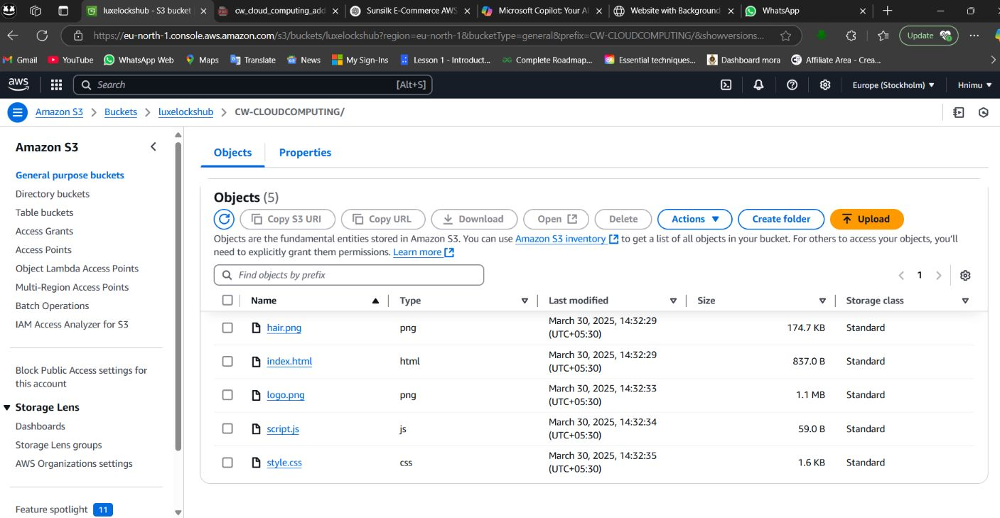 luxelockshub - S3 bucket
cw_cloud_computing_add
Sunsilk E-Commerce AWS
Microsoft Copilot: Your AI
Website with Background
WhatsApp
https://eu-north-1.console.aws.amazon.com/s3/buckets/luxelockshub?region=eu-north-1&bucketType=general&prefix=CW-CLOUDCOMPUTING/&showversions...
Update
Gmail
YouTube
WhatsApp Web
Maps
Translate
News
My Sign-Ins
Lesson 1 - Introduct...
Complete Roadmap...
Essential techniques...
Dashboard mora
Affiliate Area - Crea...
aws
Search
[Alt+S]
Europe (Stockholm)
Hnimu
Amazon S3
Buckets
luxelockshub
CW-CLOUDCOMPUTING/
Amazon S3
General purpose buckets
Directory buckets
Table buckets
Access Grants
Access Points
Object Lambda Access Points
Multi-Region Access Points
Batch Operations
IAM Access Analyzer for S3
Block Public Access settings for
this account
Storage Lens
Dashboards
Storage Lens groups
AWS Organizations settings
Feature spotlight 11
Objects
Properties
Objects (5)
Copy S3 URI
Copy URL
Download
Open
Delete
Actions
Create folder
Upload
Objects are the fundamental entities stored in Amazon S3. You can use Amazon S3 inventory to get a list of all objects in your bucket. For others to access your objects, you'll
need to explicitly grant them permissions. Learn more
Find objects by prefix
1
Name
Type
Last modified
Size
Storage class
hair.png
png
March 30, 2025, 14:32:29
(UTC+05:30)
174.7 KB
Standard
index.html
html
March 30, 2025, 14:32:29
(UTC+05:30)
837.0 B
Standard
logo.png
png
March 30, 2025, 14:32:33
(UTC+05:30)
1.1 MB
Standard
script.js
js
March 30, 2025, 14:32:34
(UTC+05:30)
59.0 B
Standard
style.css
css
March 30, 2025, 14:32:35
(UTC+05:30)
1.6 KB
Standard